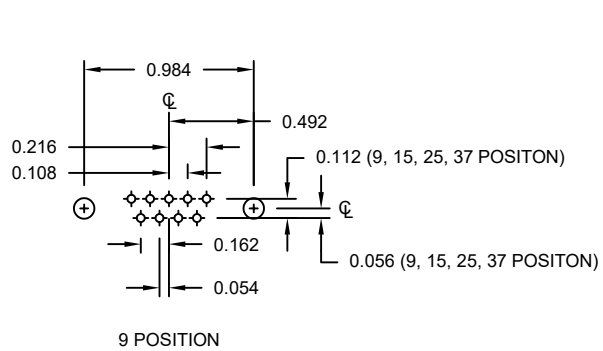 0.984
℄
0.492
0.216
0.112 (9, 15, 25, 37 POSITON)
0.108
℄
0.162
0.056 (9, 15, 25, 37 POSITON)
0.054
9 POSITION